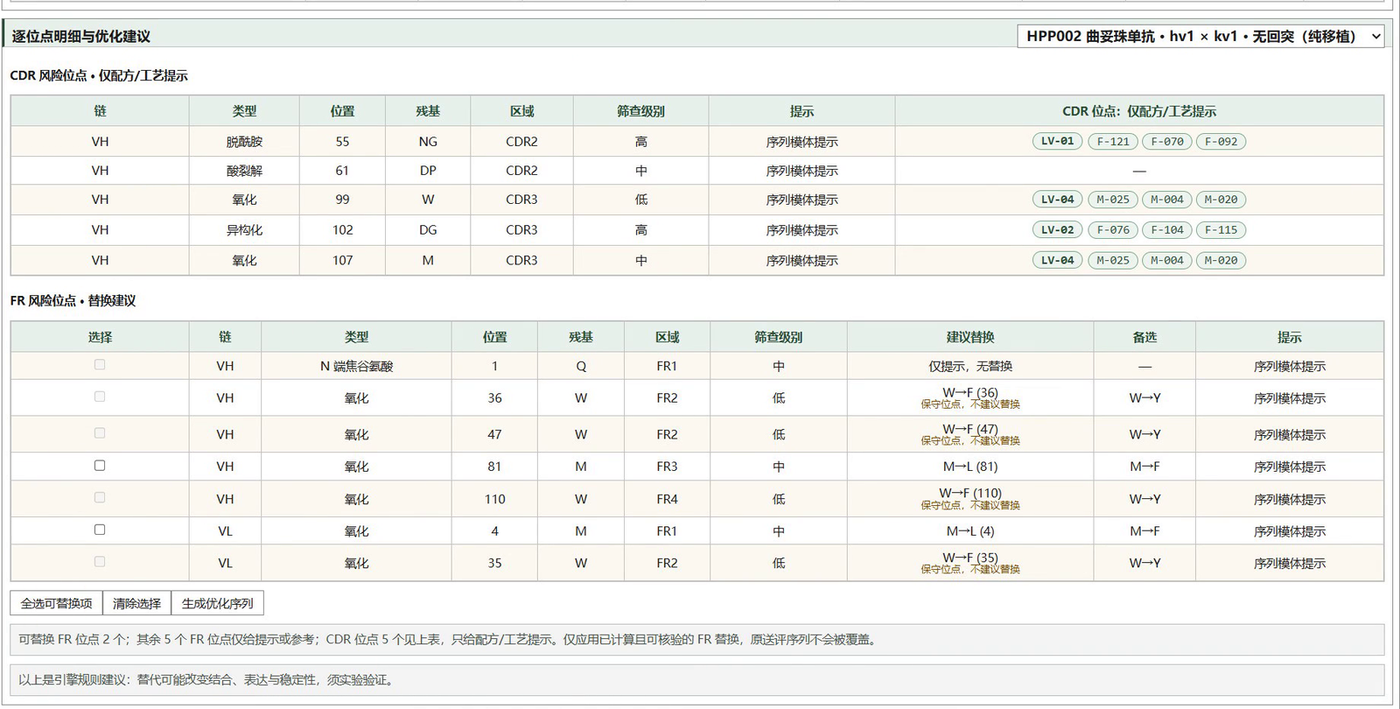 逐位点明细与优化建议 HPP002 曲妥珠单抗 • hv1 × kv1 • 无回突（纯移植）
CDR 风险位点 • 仅配方/工艺提示
链 类型 位置 残基 区域 筛查级别 提示 CDR 位点：仅配方/工艺提示
VH 脱酰胺 55 NG CDR2 高 序列模体提示 LV-01 F-121 F-070 F-092
VH 酸裂解 61 DP CDR2 中 序列模体提示 —
VH 氧化 99 W CDR3 低 序列模体提示 LV-04 M-025 M-004 M-020
VH 异构化 102 DG CDR3 高 序列模体提示 LV-02 F-076 F-104 F-115
VH 氧化 107 M CDR3 中 序列模体提示 LV-04 M-025 M-004 M-020
FR 风险位点 • 替换建议
选择 链 类型 位置 残基 区域 筛查级别 建议替换 备选 提示
VH N 端焦谷氨酸 1 Q FR1 中 仅提示，无替换 — 序列模体提示
VH 氧化 36 W FR2 低 W→F (36) W→Y 序列模体提示
保守位点，不建议替换
VH 氧化 47 W FR2 低 W→F (47) W→Y 序列模体提示
保守位点，不建议替换
VH 氧化 81 M FR3 中 M→L (81) M→F 序列模体提示
VH 氧化 110 W FR4 低 W→F (110) W→Y 序列模体提示
保守位点，不建议替换
VL 氧化 4 M FR1 中 M→L (4) M→F 序列模体提示
VL 氧化 35 W FR2 低 W→F (35) W→Y 序列模体提示
保守位点，不建议替换
全选可替换项 清除选择 生成优化序列
可替换 FR 位点 2 个；其余 5 个 FR 位点仅给提示或参考；CDR 位点 5 个见上表，只给配方/工艺提示。仅应用已计算且可核验的 FR 替换，原送评序列不会被覆盖。
以上是引擎规则建议：替代可能改变结合、表达与稳定性，须实验验证。